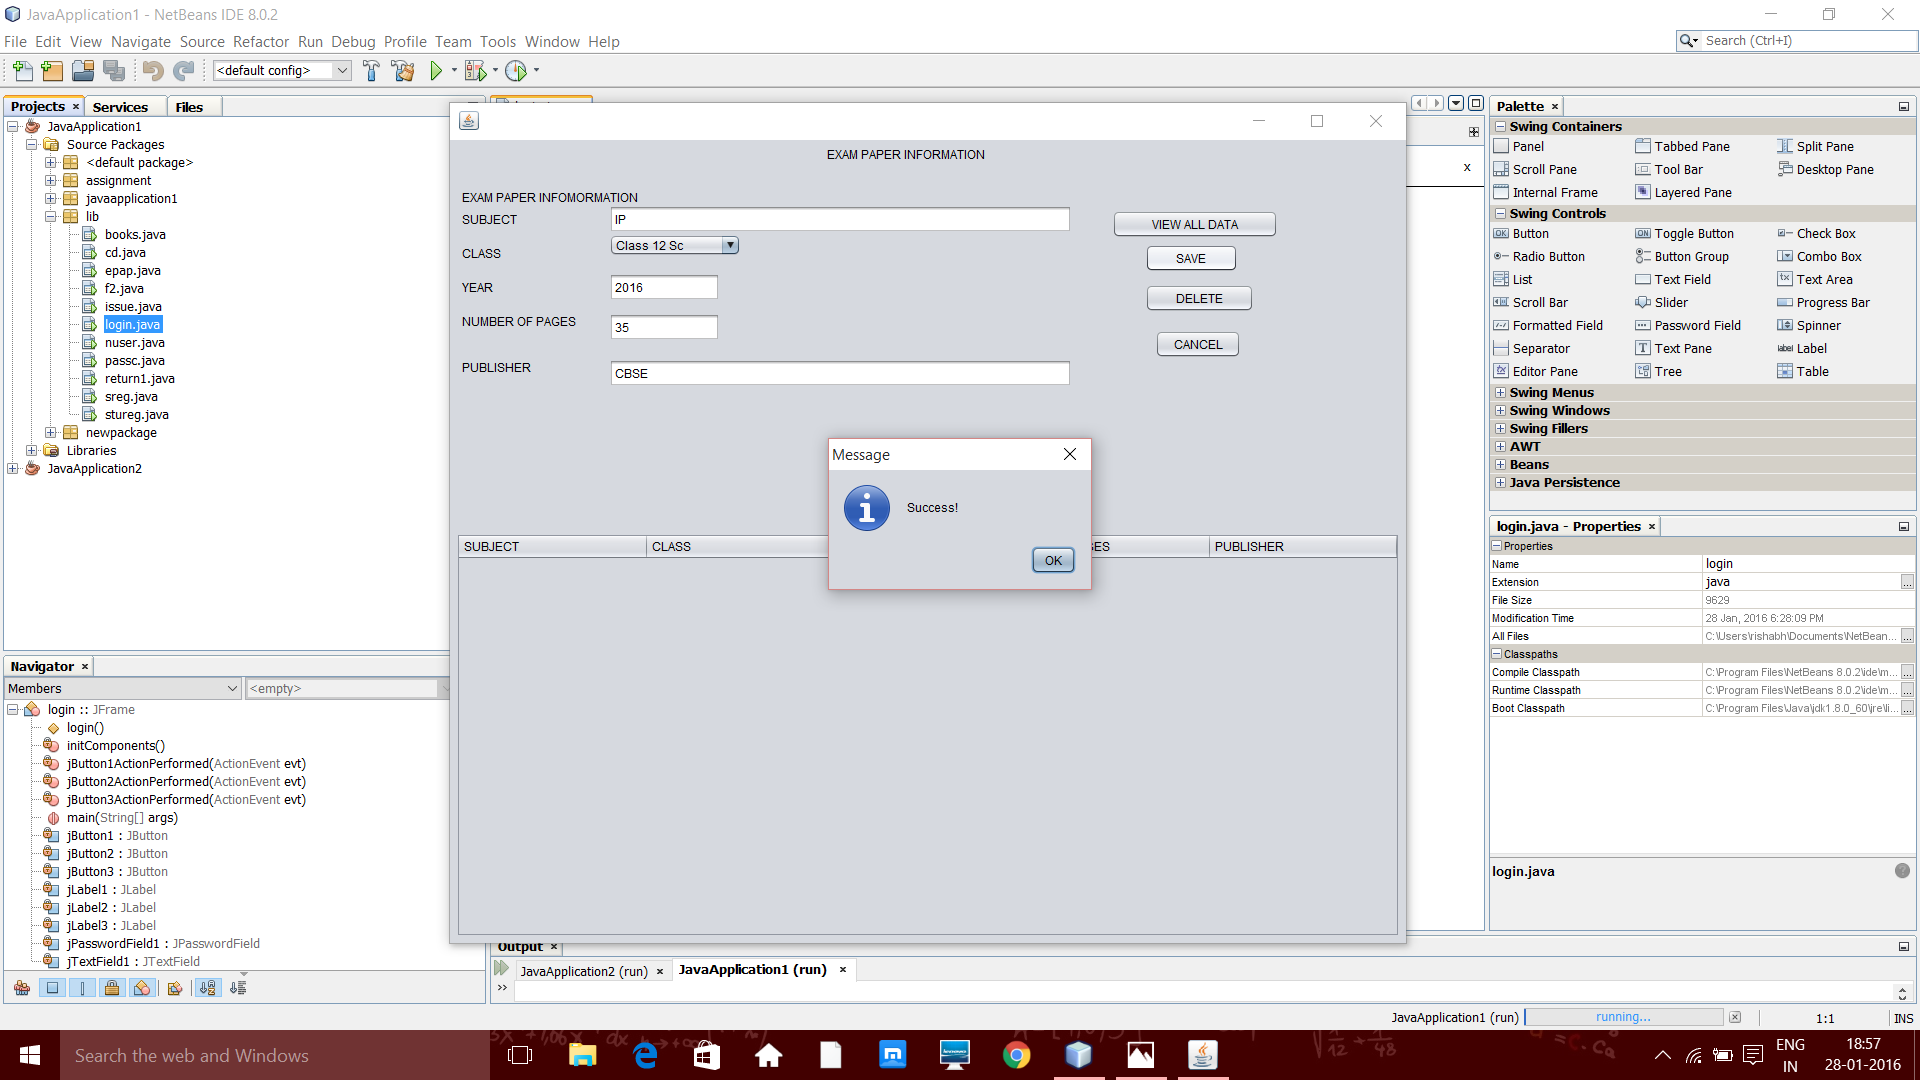 JavaApplication1 - NetBeans IDE 8.0.2
File Edit View Navigate Source Refactor Run Debug Profile Team Tools Window Help
Search (Ctrl+I)
<default config>
Projects
Services
Files
JavaApplication1
Source Packages
<default package>
assignment
javaapplication1
lib
books.java
cd.java
epap.java
f2.java
issue.java
login.java
nuser.java
passc.java
return1.java
sreg.java
stureg.java
newpackage
Libraries
JavaApplication2
Navigator
Members
<empty>
login :: JFrame
login()
initComponents()
jButton1ActionPerformed(ActionEvent evt)
jButton2ActionPerformed(ActionEvent evt)
jButton3ActionPerformed(ActionEvent evt)
main(String[] args)
jButton1 : JButton
jButton2 : JButton
jButton3 : JButton
jLabel1 : JLabel
jLabel2 : JLabel
jLabel3 : JLabel
jPasswordField1 : JPasswordField
jTextField1 : JTextField
EXAM PAPER INFORMATION
EXAM PAPER INFOMORMATION
SUBJECT IP
CLASS Class 12 Sc
YEAR 2016
NUMBER OF PAGES 35
PUBLISHER CBSE
VIEW ALL DATA
SAVE
DELETE
CANCEL
Message
Success!
OK
SUBJECT CLASS ES PUBLISHER
Output
JavaApplication2 (run)
JavaApplication1 (run)
Palette
Swing Containers
Panel Tabbed Pane Split Pane
Scroll Pane Tool Bar Desktop Pane
Internal Frame Layered Pane
Swing Controls
Button Toggle Button Check Box
Radio Button Button Group Combo Box
List Text Field Text Area
Scroll Bar Slider Progress Bar
Formatted Field Password Field Spinner
Separator Text Pane Label
Editor Pane Tree Table
Swing Menus
Swing Windows
Swing Fillers
AWT
Beans
Java Persistence
login.java - Properties
Properties
Name login
Extension java
File Size 9629
Modification Time 28 Jan, 2016 6:28:09 PM
All Files C:\Users\rishabh\Documents\NetBean...
Classpaths
Compile Classpath C:\Program Files\NetBeans 8.0.2\ide\m...
Runtime Classpath C:\Program Files\NetBeans 8.0.2\ide\m...
Boot Classpath C:\Program Files\Java\jdk1.8.0_60\jre\li...
login.java
JavaApplication1 (run) running... 1:1 INS
Search the web and Windows
ENG
IN
18:57
28-01-2016